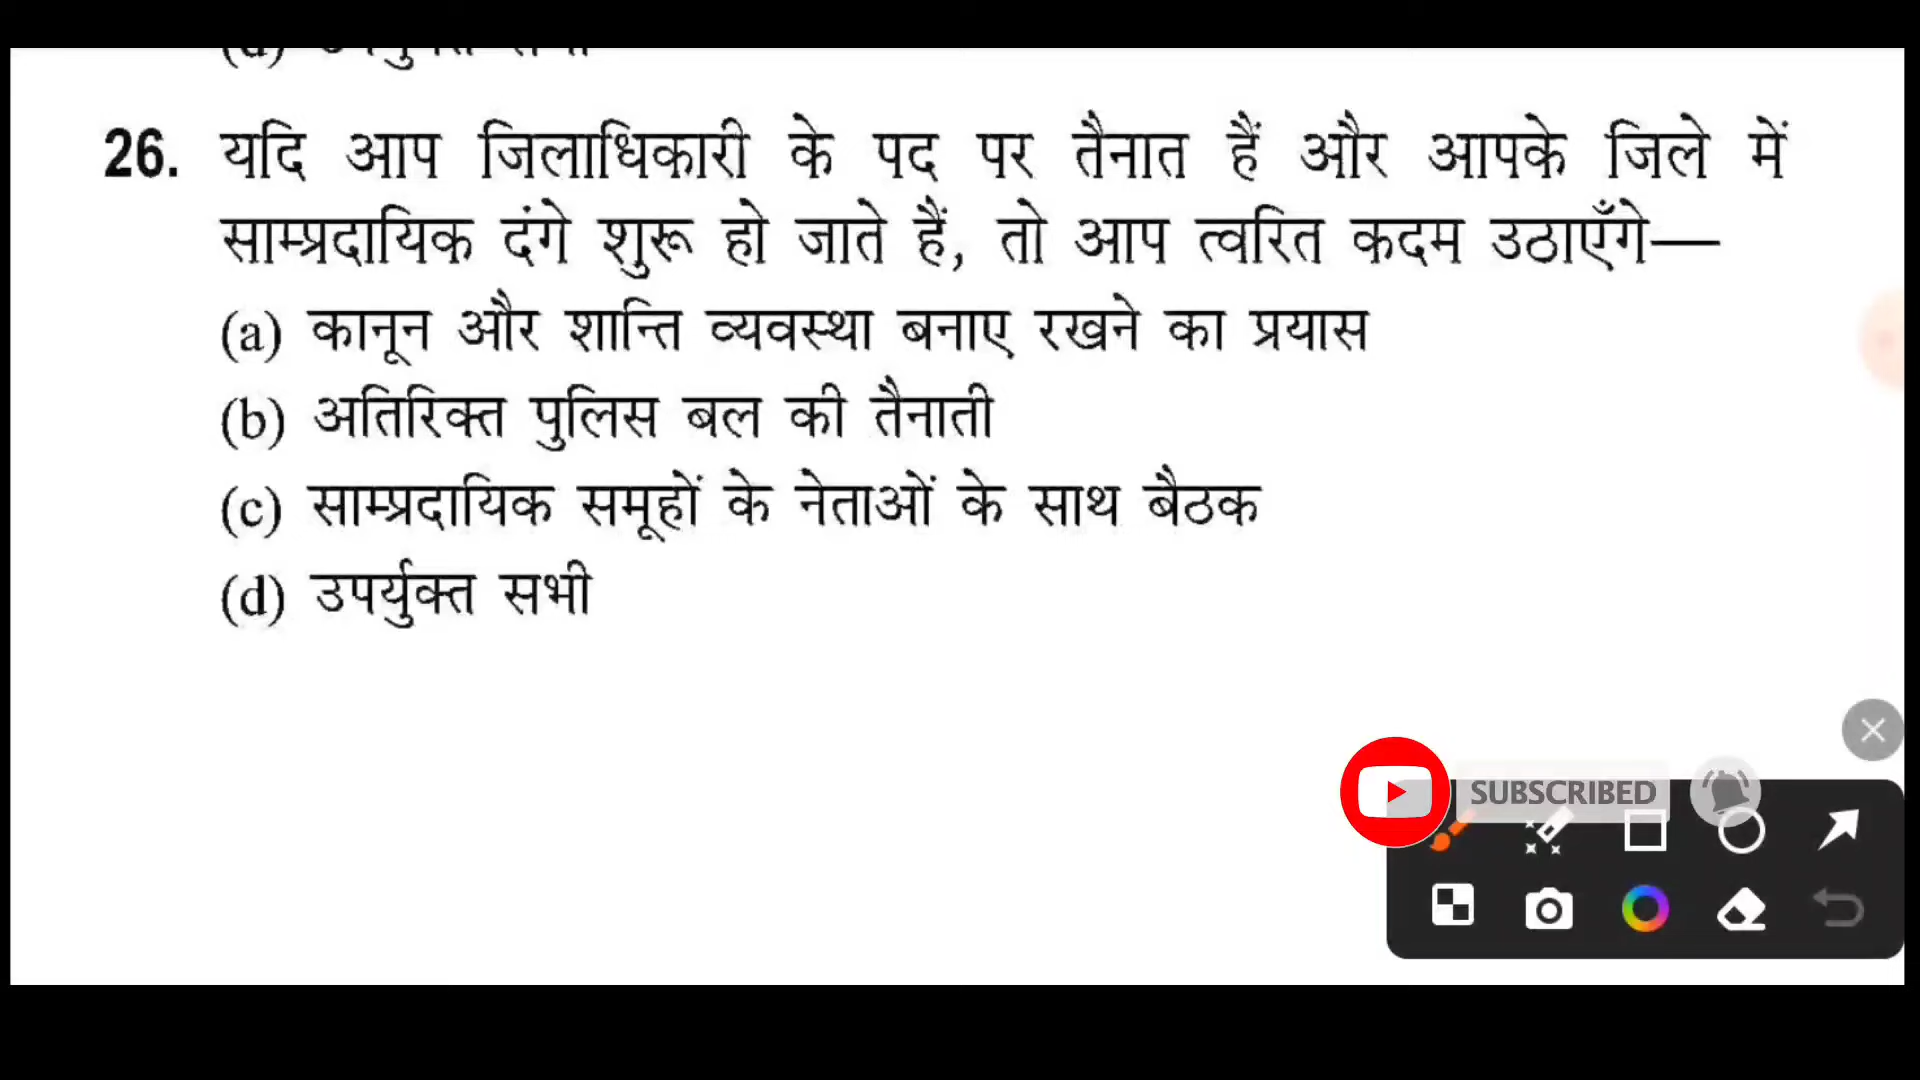 26. यदि आप जिलाधिकारी के पद पर तैनात हैं और आपके जिले में
साम्प्रदायिक दंगे शुरू हो जाते हैं, तो आप त्वरित कदम उठाएँगे—
(a) कानून और शान्ति व्यवस्था बनाए रखने का प्रयास
(b) अतिरिक्त पुलिस बल की तैनाती
(c) साम्प्रदायिक समूहों के नेताओं के साथ बैठक
(d) उपर्युक्त सभी
SUBSCRIBED